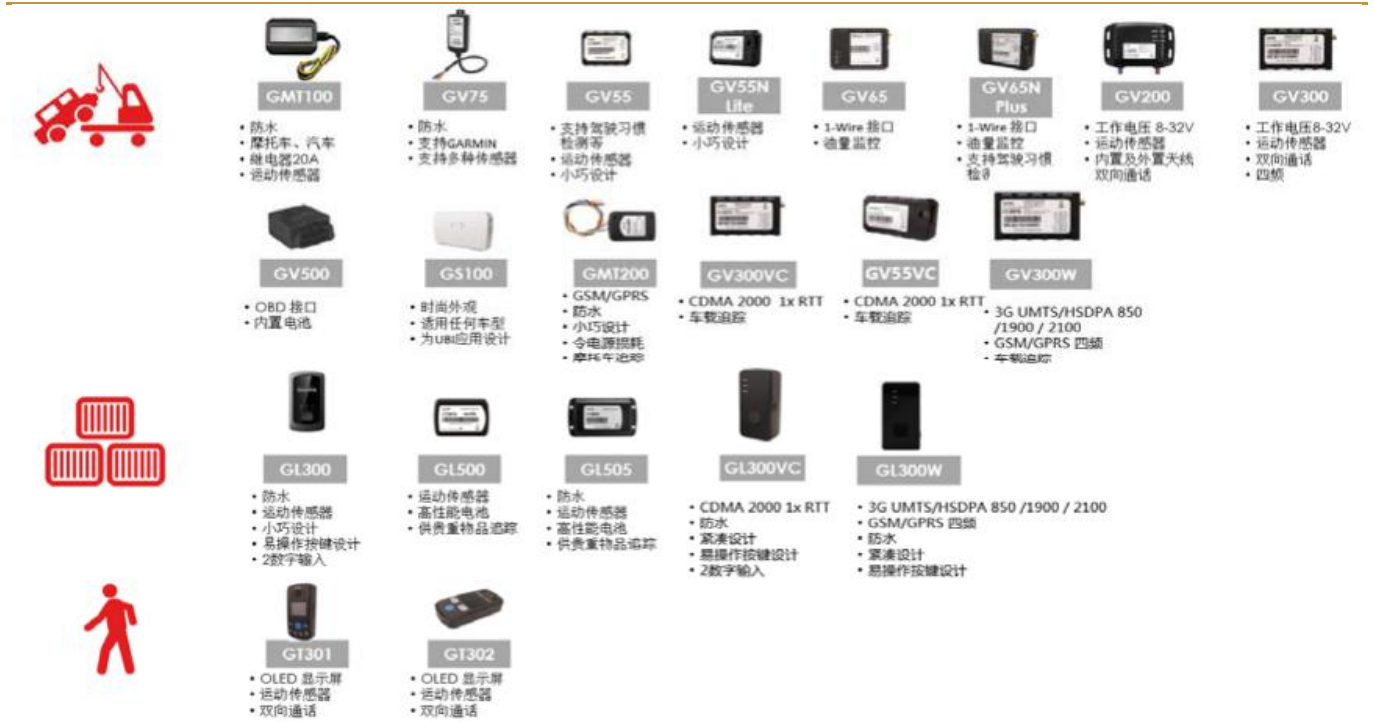 GMT100
• 防水
• 摩托车、汽车
• 继电器20A
• 运动传感器
GV75
• 防水
• 支持GARMIN
• 支持多种传感器
GV55
• 支持驾驶习惯
检测等
• 运动传感器
• 小巧设计
GV55N
Lite
• 运动传感器
• 小巧设计
GV65
• 1-Wire 接口
• 油量监控
GV65N
Plus
• 1-Wire 接口
• 油量监控
• 支持驾驶习惯
GV200
• 工作电压 8-32V
• 运动传感器
• 内置及外置天线
双向通话
GV300
• 工作电压8-32V
• 运动传感器
• 双向通话
• 四频
GV500
• OBD 接口
• 内置电池
GS100
• 时尚外观
• 适用任何车型
• 为UBI应用设计
GMT200
• GSM/GPRS
• 防水
• 小巧设计
• 令电源损耗
• 摩托车追踪
GV300VC
• CDMA 2000 1x RTT
• 车载追踪
GV55VC
• CDMA 2000 1x RTT
• 车载追踪
GV300W
• 3G UMTS/HSDPA 850
/1900 / 2100
• GSM/GPRS 四频
• 车载追踪
GL300
• 防水
• 运动传感器
• 小巧设计
• 易操作按键设计
• 2数字输入
GL500
• 运动传感器
• 高性能电池
• 供贵重物品追踪
GL505
• 防水
• 运动传感器
• 高性能电池
• 供贵重物品追踪
GL300VC
• CDMA 2000 1x RTT
• 防水
• 紧凑设计
• 易操作按键设计
• 2数字输入
GL300W
• 3G UMTS/HSDPA 850 /1900 / 2100
• GSM/GPRS 四频
• 防水
• 紧凑设计
• 易操作按键设计
GT301
• OLED 显示屏
• 运动传感器
• 双向通话
GT302
• OLED 显示屏
• 运动传感器
• 双向通话